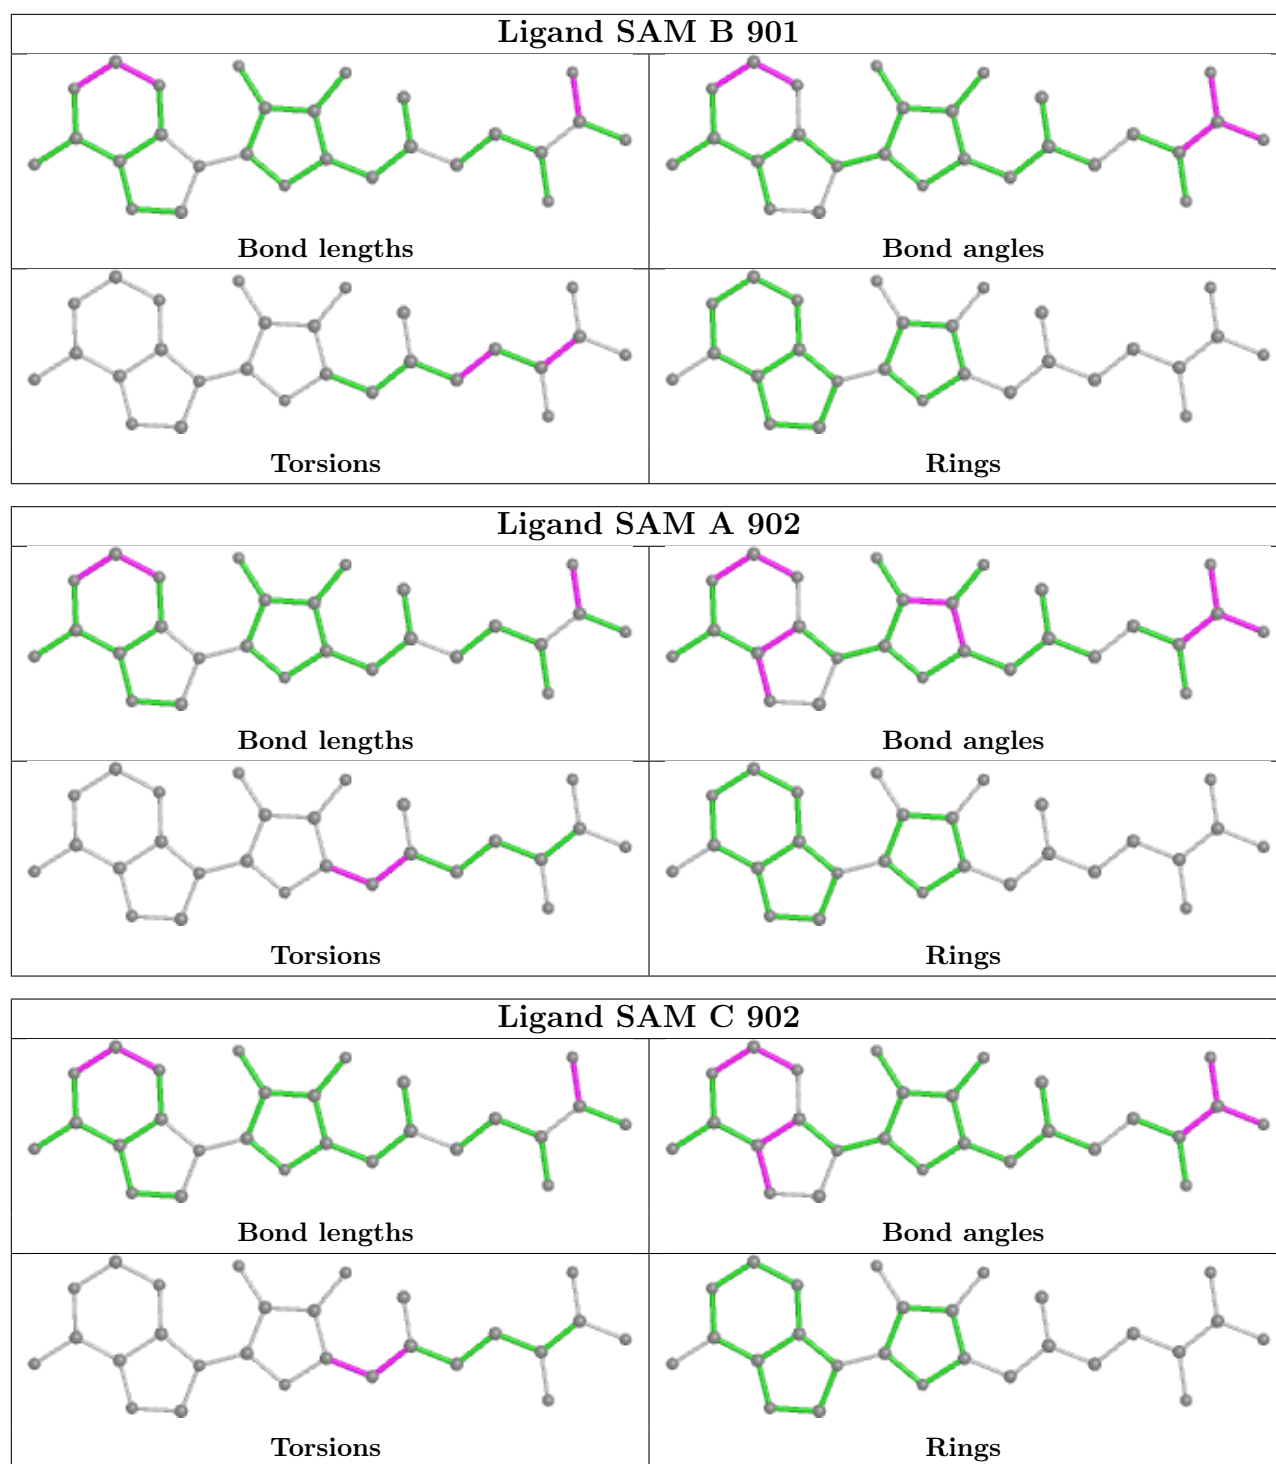 Ligand SAM B 901
Bond lengths
Bond angles
Torsions
Rings
Ligand SAM A 902
Bond lengths
Bond angles
Torsions
Rings
Ligand SAM C 902
Bond lengths
Bond angles
Torsions
Rings